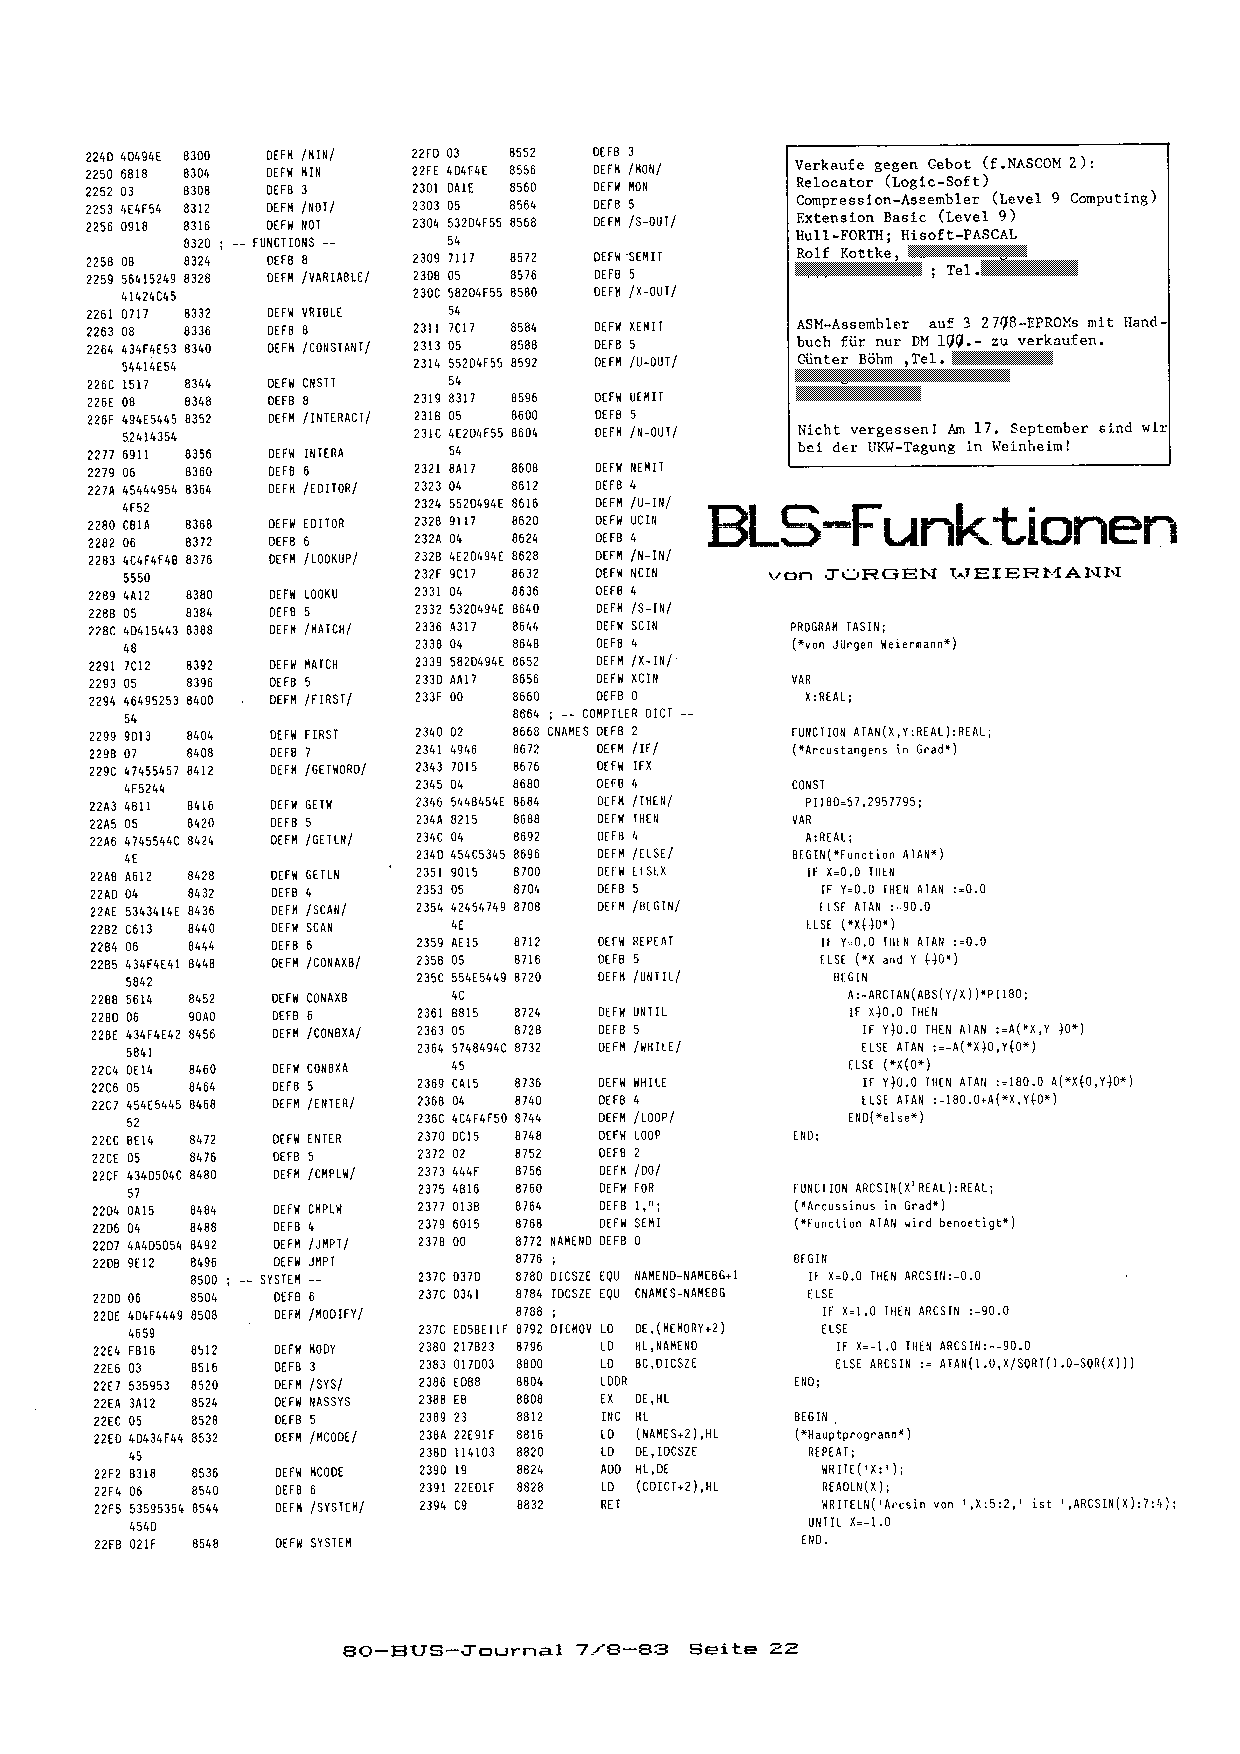 224D 4D494E 8300 DEFM /MIN/
2250 6818 8304 DEFW MIN
2252 03 8308 DEFB 3
2253 4E4F54 8312 DEFM /NOT/
2256 0918 8316 DEFW NOT
8320 ; -- FUNCTIONS --
2258 08 8324 DEFB 8
2259 56415249 8328 DEFM /VARIABLE/
41424C45
2261 0717 8332 DEFW VRIBLE
2263 08 8336 DEFB 8
2264 434F4E53 8340 DEFM /CONSTANT/
54414E54
226C 1517 8344 DEFW CNSTT
226E 08 8348 DEFB 8
226F 494E5445 8352 DEFM /INTERACT/
52414354
2277 6911 8356 DEFW INTERA
2279 06 8360 DEFB 6
227A 45444954 8364 DEFM /EDITOR/
4F52
2280 CB1A 8368 DEFW EDITOR
2282 06 8372 DEFB 6
2283 4C4F4F4B 8376 DEFM /LOOKUP/
5550
2289 4A12 8380 DEFW LOOKU
228B 05 8384 DEFB 5
228C 4D415443 8388 DEFM /MATCH/
48
2291 7C12 8392 DEFW MATCH
2293 05 8396 DEFB 5
2294 46495253 8400 DEFM /FIRST/
54
2299 9D13 8404 DEFW FIRST
229B 07 8408 DEFB 7
229C 47455457 8412 DEFM /GETWORD/
4F5244
22A3 4B11 8416 DEFW GETW
22A5 05 8420 DEFB 5
22A6 4745544C 8424 DEFM /GETLN/
4E
22AB A612 8428 DEFW GETLN
22AD 04 8432 DEFB 4
22AE 5343414E 8436 DEFM /SCAN/
22B2 C613 8440 DEFW SCAN
22B4 06 8444 DEFB 6
22B5 434F4E41 8448 DEFM /CONAXB/
5842
22BB 5614 8452 DEFW CONAXB
22BD 06 90A0 DEFB 6
22BE 434F4E42 8456 DEFM /CONBXA/
5841
22C4 0E14 8460 DEFW CONBXA
22C6 05 8464 DEFB 5
22C7 454E5445 8468 DEFM /ENTER/
52
22CC BE14 8472 DEFW ENTER
22CE 05 8476 DEFB 5
22CF 434D504C 8480 DEFM /CMPLW/
57
22D4 0A15 8484 DEFW CMPLW
22D6 04 8488 DEFB 4
22D7 4A4D5054 8492 DEFM /JMPT/
22DB 9E12 8496 DEFW JMPT
8500 ; -- SYSTEM --
22DD 06 8504 DEFB 6
22DE 4D4F4449 8508 DEFM /MODIFY/
4659
22E4 FB16 8512 DEFW MODY
22E6 03 8516 DEFB 3
22E7 535953 8520 DEFM /SYS/
22EA 3A12 8524 DEFW NASSYS
22EC 05 8528 DEFB 5
22ED 4D434F44 8532 DEFM /MCODE/
45
22F2 B318 8536 DEFW MCODE
22F4 06 8540 DEFB 6
22F5 53595354 8544 DEFM /SYSTEM/
454D
22FB 021F 8548 DEFW SYSTEM
22FD 03 8552 DEFB 3
22FE 4D4F4E 8556 DEFM /MON/
2301 DA1E 8560 DEFW MON
2303 05 8564 DEFB 5
2304 532D4F55 8568 DEFM /S-OUT/
54
2309 7117 8572 DEFW SEMIT
230B 05 8576 DEFB 5
230C 582D4F55 8580 DEFM /X-OUT/
54
2311 7C17 8584 DEFW XEMIT
2313 05 8588 DEFB 5
2314 552D4F55 8592 DEFM /U-OUT/
54
2319 8317 8596 DEFW UEMIT
231B 05 8600 DEFB 5
231C 4E2D4F55 8604 DEFM /N-OUT/
54
2321 8A17 8608 DEFW NEMIT
2323 04 8612 DEFB 4
2324 552D494E 8616 DEFM /U-IN/
2328 9117 8620 DEFW UCIN
232A 04 8624 DEFB 4
232B 4E2D494E 8628 DEFM /N-IN/
232F 9C17 8632 DEFW NCIN
2331 04 8636 DEFB 4
2332 532D494E 8640 DEFM /S-IN/
2336 A317 8644 DEFW SCIN
2338 04 8648 DEFB 4
2339 582D494E 8652 DEFM /X-IN/
233D AA17 8656 DEFW XCIN
233F 00 8660 DEFB 0
8664 ; -- COMPILER DICT --
2340 02 8668 CNAMES DEFB 2
2341 4946 8672 DEFM /IF/
2343 7015 8676 DEFW IFX
2345 04 8680 DEFB 4
2346 5448454E 8684 DEFM /THEN/
234A 8215 8688 DEFW THEN
234C 04 8692 DEFB 4
234D 454C5345 8696 DEFM /ELSE/
2351 9015 8700 DEFW ELSEX
2353 05 8704 DEFB 5
2354 42454749 8708 DEFM /BEGIN/
4E
2359 AE15 8712 DEFW REPEAT
235B 05 8716 DEFB 5
235C 554E5449 8720 DEFM /UNTIL/
4C
2361 B815 8724 DEFW UNTIL
2363 05 8728 DEFB 5
2364 5748494C 8732 DEFM /WHILE/
45
2369 CA15 8736 DEFW WHILE
236B 04 8740 DEFB 4
236C 4C4F4F50 8744 DEFM /LOOP/
2370 DC15 8748 DEFW LOOP
2372 02 8752 DEFB 2
2373 444F 8756 DEFM /DO/
2375 4B16 8760 DEFW FOR
2377 013B 8764 DEFB 1,";
2379 6015 8768 DEFW SEMI
237B 00 8772 NAMEND DEFB 0
8776 ;
237C 037D 8780 DICSZE EQU NAMEND-NAMEBG+1
237C 0341 8784 IDCSZE EQU CNAMES-NAMEBG
8788 ;
237C ED5BE11F 8792 DICMOV LD DE,(MEMORY+2)
2380 217B23 8796 LD HL,NAMEND
2383 017D03 8800 LD BC,DICSZE
2386 EDB8 8804 LDDR
2388 EB 8808 EX DE,HL
2389 23 8812 INC HL
238A 22E91F 8816 LD (NAMES+2),HL
238D 114103 8820 LD DE,IDCSZE
2390 19 8824 ADD HL,DE
2391 22ED1F 8828 LD (CDICT+2),HL
2394 C9 8832 RET
Verkaufe gegen Gebot (f.NASCOM 2):
Relocator (Logic-Soft)
Compression-Assembler (Level 9 Computing)
Extension Basic (Level 9)
Hull-FORTH; Hisoft-PASCAL
Rolf Kottke,
; Tel.
ASM-Assembler auf 3 2708-EPROMs mit Hand-
buch für nur DM 100.- zu verkaufen.
Günter Böhm ,Tel.
Nicht vergessen! Am 17. September sind wir
bei der UKW-Tagung in Weinheim!
BLS-Funktionen
von JÜRGEN WEIERMANN
PROGRAM TASIN;
(*von Jürgen Weiermann*)
VAR
X:REAL;
FUNCTION ATAN(X,Y:REAL):REAL;
(*Arcustangens in Grad*)
CONST
PI180=57.2957795;
VAR
A:REAL;
BEGIN(*Function ATAN*)
IF X=0.0 THEN
IF Y=0.0 THEN ATAN :=0.0
ELSE ATAN :=90.0
ELSE (*X<>0*)
IF Y=0.0 THEN ATAN :=0.0
ELSE (*X and Y <>0*)
BEGIN
A:=ARCTAN(ABS(Y/X))*PI180;
IF X>0.0 THEN
IF Y>0.0 THEN ATAN :=A(*X,Y >0*)
ELSE ATAN :=-A(*X>0,Y<0*)
ELSE (*X<0*)
IF Y>0.0 THEN ATAN :=180.0 A(*X<0,Y>0*)
ELSE ATAN :-180.0+A(*X,Y<0*)
END(*else*)
END;
FUNCTION ARCSIN(X:REAL):REAL;
(*Arcussinus in Grad*)
(*Function ATAN wird benoetigt*)
BEGIN
IF X=0.0 THEN ARCSIN:=0.0
ELSE
IF X=1.0 THEN ARCSIN :=90.0
ELSE
IF X=-1.0 THEN ARCSIN:=-90.0
ELSE ARCSIN := ATAN(1.0,X/SQRT(1.0-SQR(X)))
END;
BEGIN
(*Hauptprogramm*)
REPEAT;
WRITE('X:');
READLN(X);
WRITELN('Arcsin von ',X:5:2,' ist ',ARCSIN(X):7:4);
UNTIL X=-1.0
END.
80-BUS-Journal 7/8-83 Seite 22